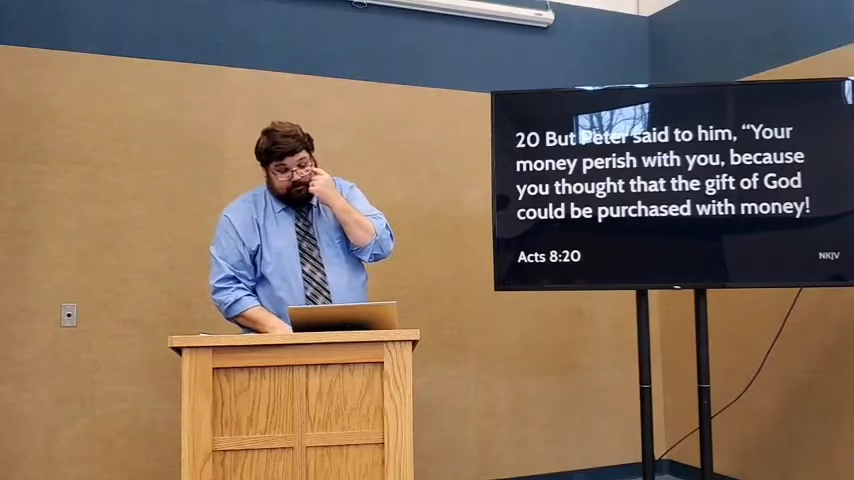 20 But Peter said to him, “Your
money perish with you, because
you thought that the gift of God
could be purchased with money!
Acts 8:20
NKJV